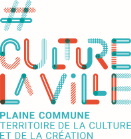 #
CULTURE
LA ViLLE
PLAINE COMMUNE
TERRITOIRE DE LA CULTURE
ET DE LA CRÉATION